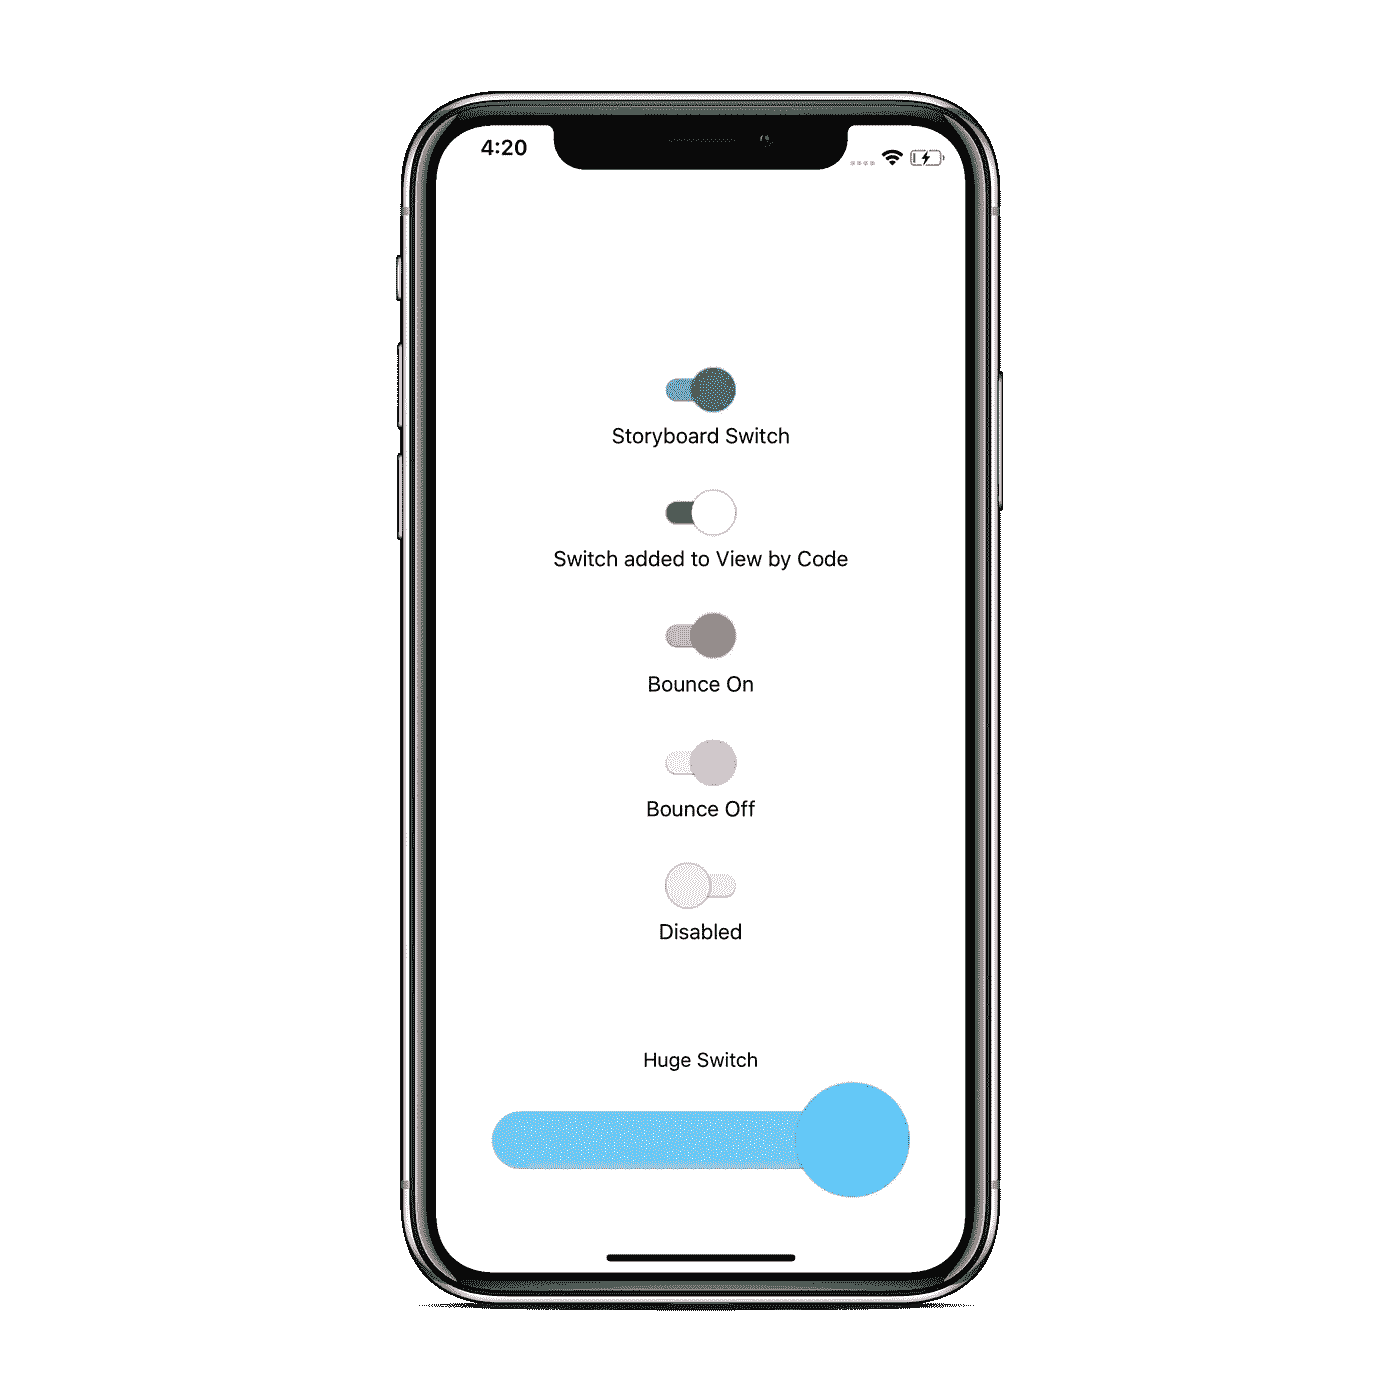 4:20
Storyboard Switch
Switch added to View by Code
Bounce On
Bounce Off
Disabled
Huge Switch